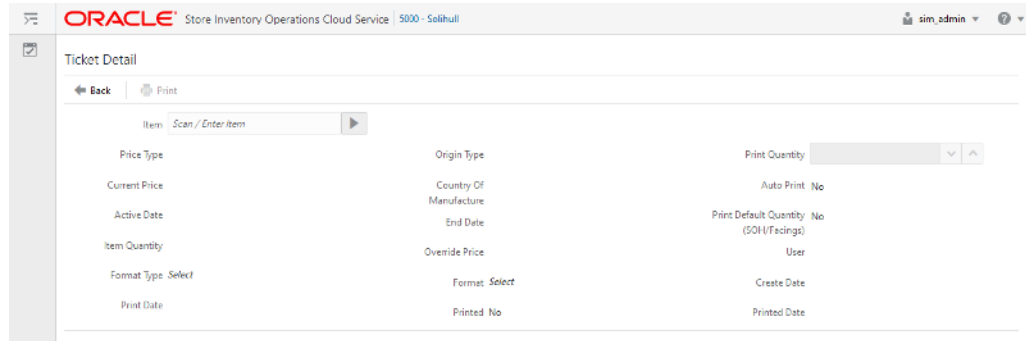 ORACLE Store Inventory Operations Cloud Service 5000 - Solihull sim_admin
Ticket Detail
Back Print
Item Scan / Enter Item
Price Type Origin Type Print Quantity
Current Price Country Of Manufacture Auto Print No
Active Date End Date Print Default Quantity (SOH/Facings) No
Item Quantity Override Price User
Format Type Select Format Select Create Date
Print Date Printed No Printed Date